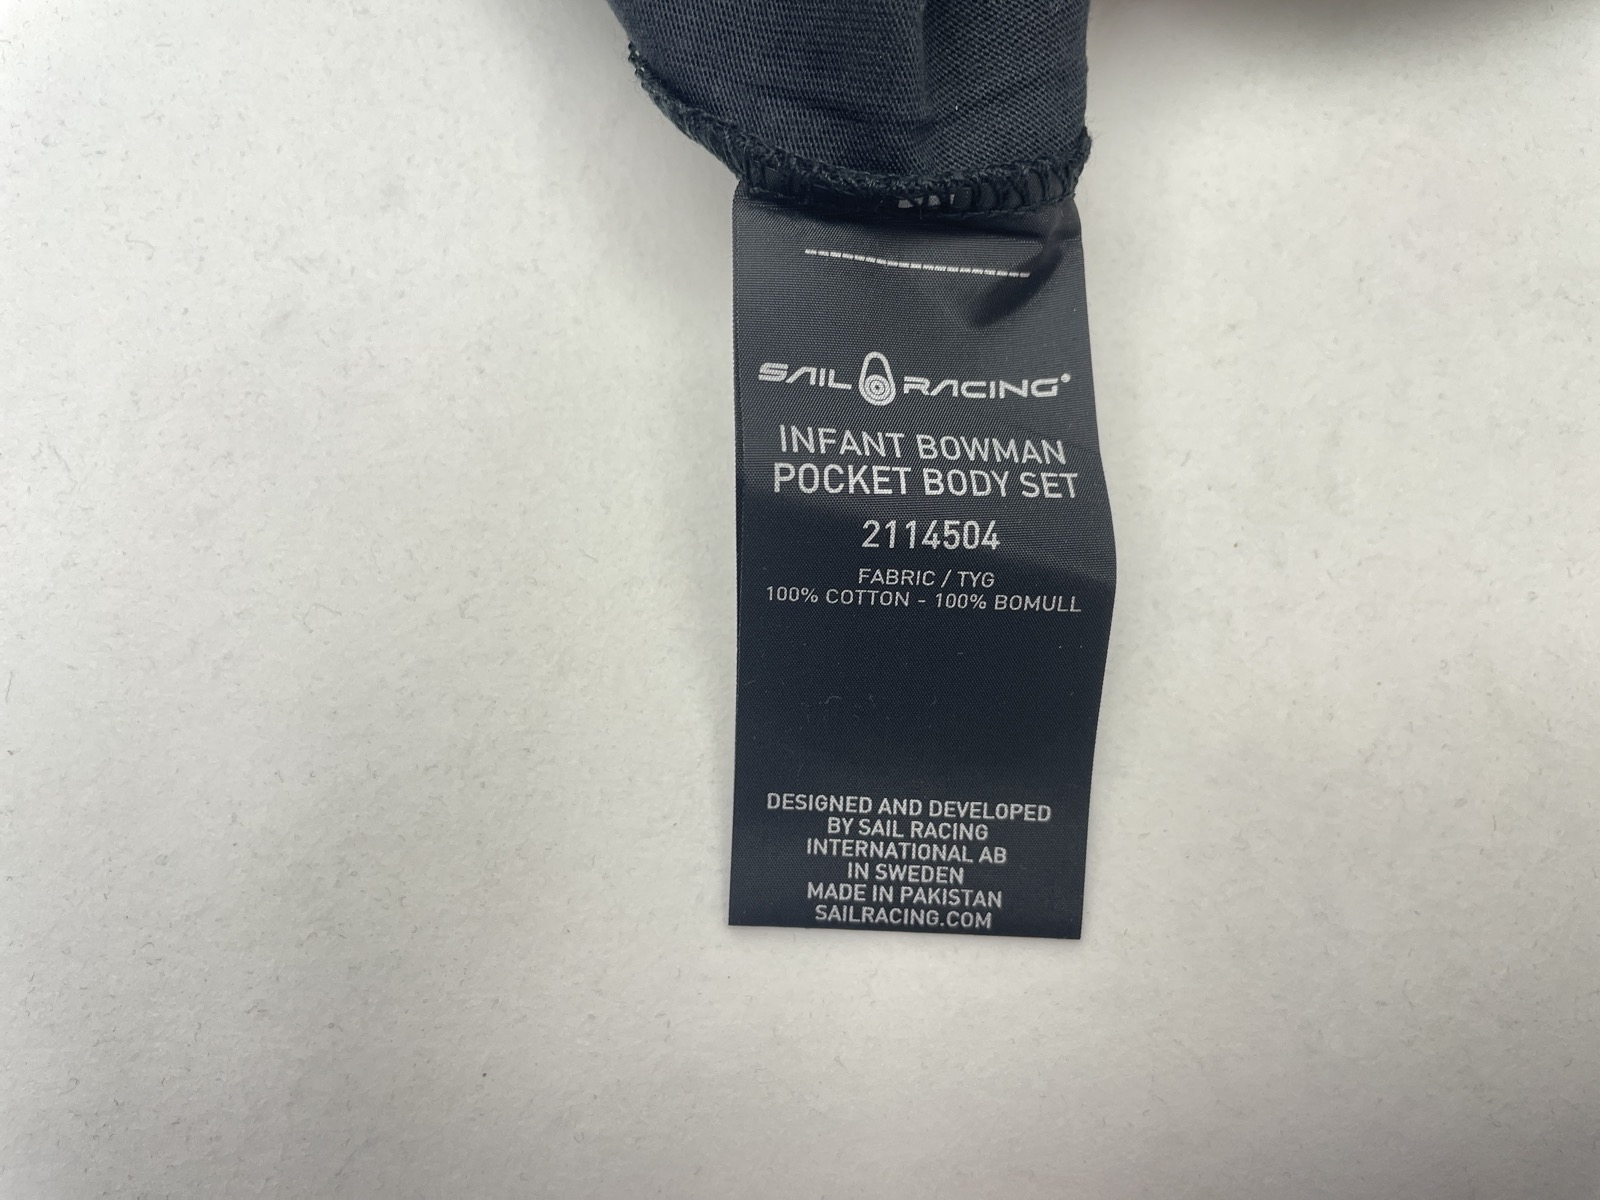 SAIL RACING®
INFANT BOWMAN
POCKET BODY SET
2114504
FABRIC / TYG
100% COTTON - 100% BOMULL
DESIGNED AND DEVELOPED
BY SAIL RACING
INTERNATIONAL AB
IN SWEDEN
MADE IN PAKISTAN
SAILRACING.COM